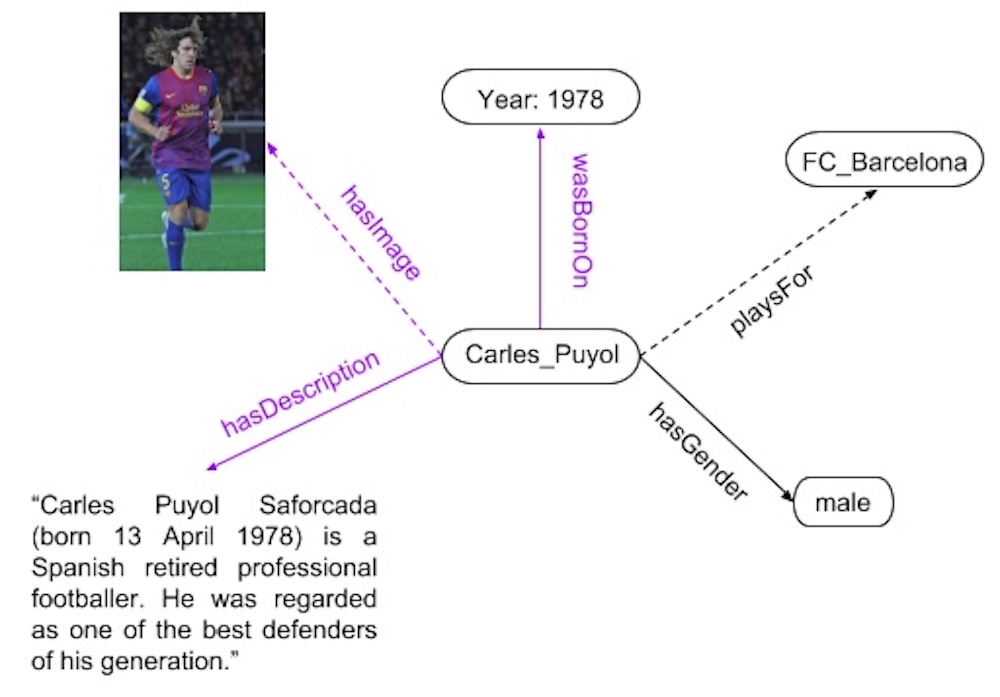 Year: 1978
FC_Barcelona
wasBornOn
hasImage
playsFor
Carles_Puyol
hasDescription
hasGender
male
5
“Carles Puyol Saforcada
(born 13 April 1978) is a
Spanish retired professional
footballer. He was regarded
as one of the best defenders
of his generation.”